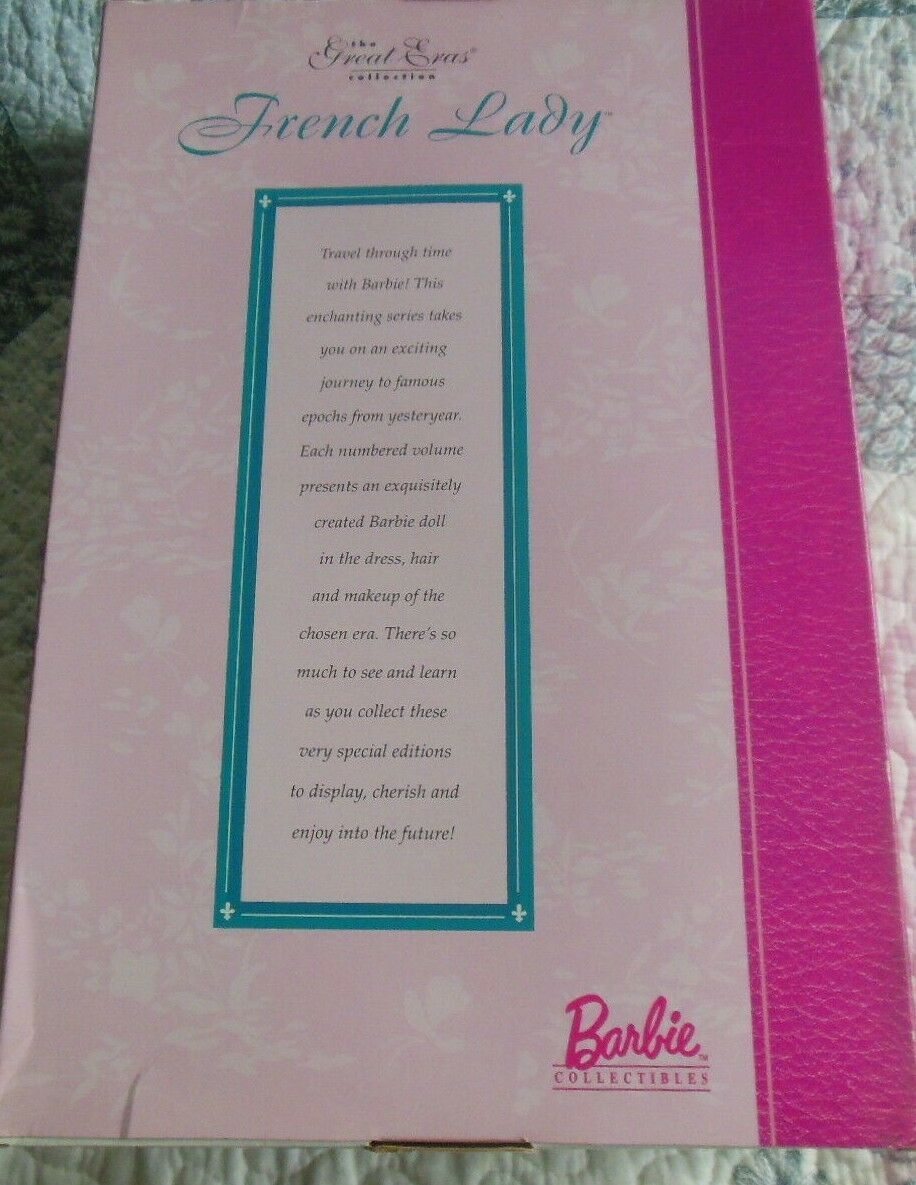 the
Great Eras®
collection
French Lady™
Travel through time
with Barbie! This
enchanting series takes
you on an exciting
journey to famous
epochs from yesteryear.
Each numbered volume
presents an exquisitely
created Barbie doll
in the dress, hair
and makeup of the
chosen era. There's so
much to see and learn
as you collect these
very special editions
to display, cherish and
enjoy into the future!
Barbie™
COLLECTIBLES